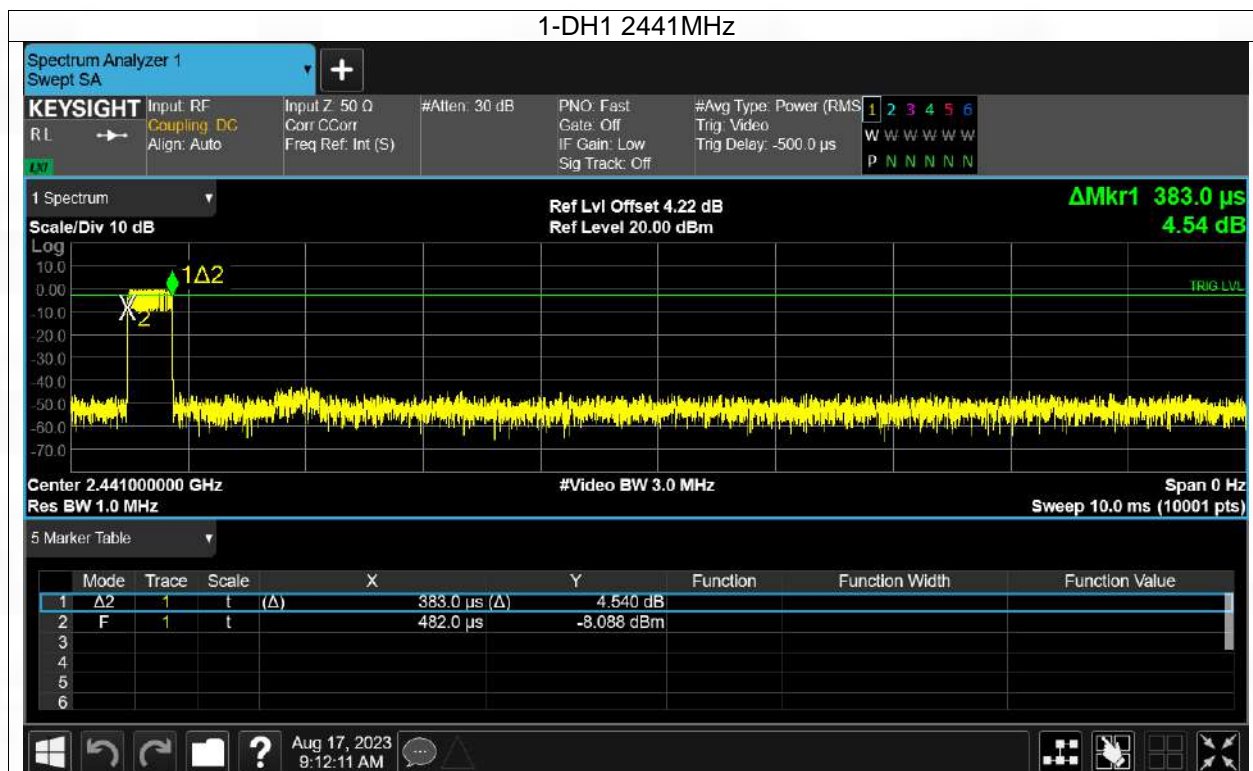 1-DH1 2441MHz
Spectrum Analyzer 1
Swept SA
+
KEYSIGHT Input: RF Input Z: 50 Ω #Atten: 30 dB PNO: Fast #Avg Type: Power (RMS 1 2 3 4 5 6
RL Coupling: DC Corr CCorr Gate: Off Trig: Video W W W W W W
Align: Auto Freq Ref: Int (S) IF Gain: Low Trig Delay: -500.0 µs
LXI Sig Track: Off P N N N N N
1 Spectrum
Ref Lvl Offset 4.22 dB ΔMkr1 383.0 µs
Scale/Div 10 dB Ref Level 20.00 dBm 4.54 dB
Log
10.0
1Δ2
0.00 TRIG LVL
-10.0 2
-20.0
-30.0
-40.0
-50.0
-60.0
-70.0
Center 2.441000000 GHz #Video BW 3.0 MHz Span 0 Hz
Res BW 1.0 MHz Sweep 10.0 ms (10001 pts)
5 Marker Table
Mode Trace Scale X Y Function Function Width Function Value
1 Δ2 1 t (Δ) 383.0 µs (Δ) 4.540 dB
2 F 1 t 482.0 µs -8.088 dBm
3
4
5
6
? Aug 17, 2023
9:12:11 AM